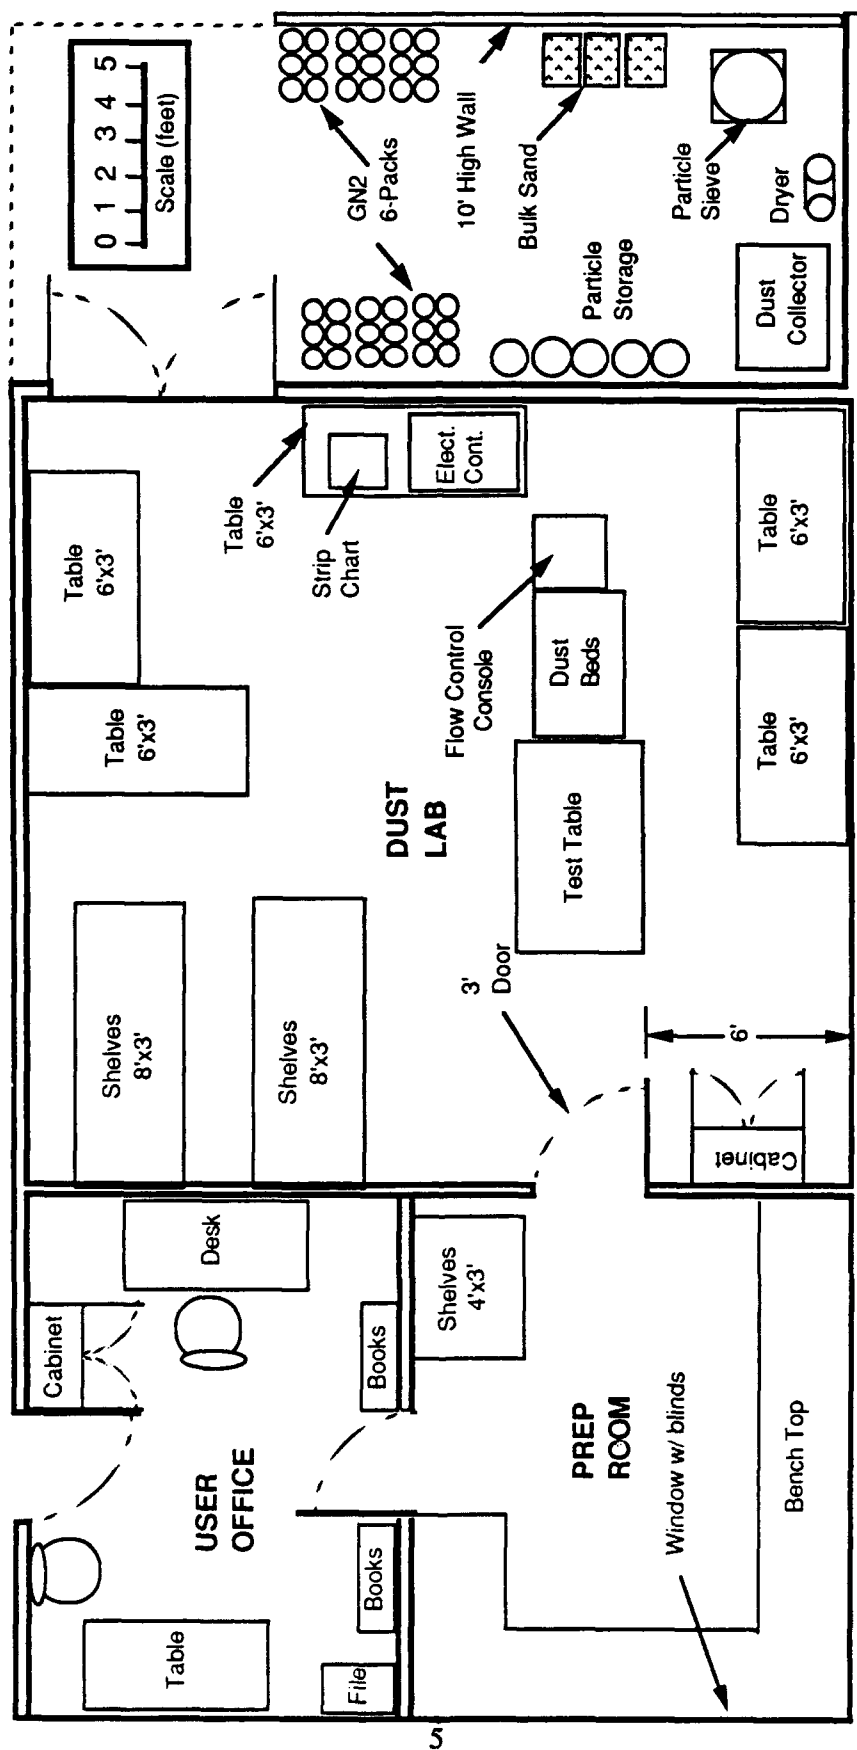 0 1 2 3 4 5
Scale (feet)
GN2
6-Packs
10' High Wall
Bulk Sand
Particle
Sieve
Dryer
Particle
Storage
Dust
Collector
Table
6'x3'
Table
6'x3'
Table
6'x3'
Strip
Chart
Elect.
Cont.
Flow Control
Console
Dust
Beds
Test Table
Table
6'x3'
Table
6'x3'
DUST
LAB
Shelves
8'x3'
Shelves
8'x3'
3'
Door
6'
Cabinet
Cabinet
Desk
Books
USER
OFFICE
Table
File
Books
Shelves
4'x3'
PREP
ROOM
Window w/ blinds
Bench Top
5